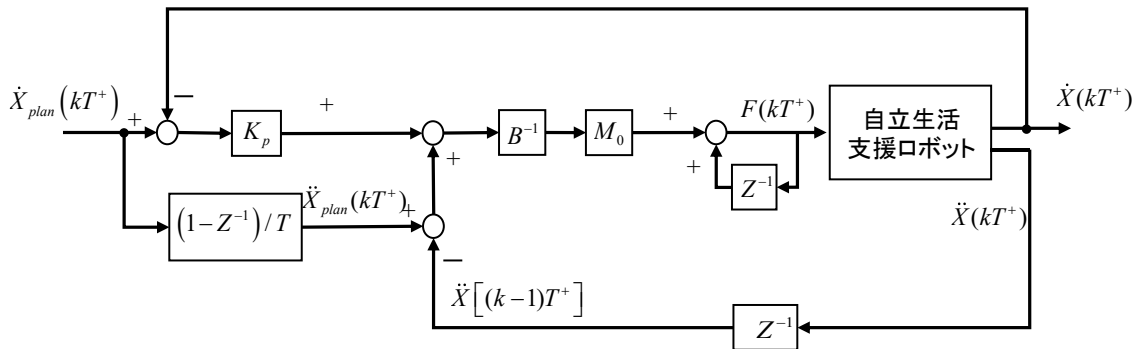 Ẋ_plan(kT⁺)
−
+
K_p
+
+
B⁻¹
M₀
+
+
F(kT⁺)
Z⁻¹
自立生活
支援ロボット
Ẋ(kT⁺)
(1−Z⁻¹)/T
Ẍ_plan(kT⁺)
+
−
Ẍ(kT⁺)
Ẍ[(k−1)T⁺]
Z⁻¹